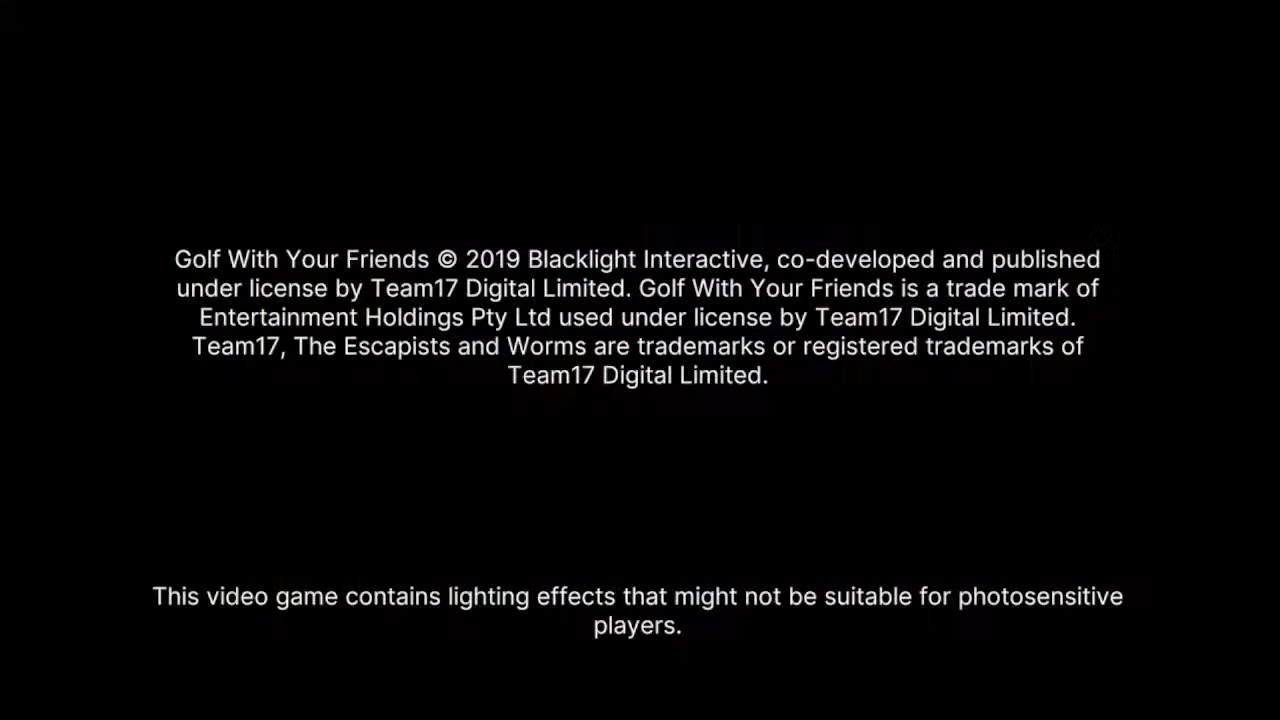 Golf With Your Friends © 2019 Blacklight Interactive, co-developed and published
under license by Team17 Digital Limited. Golf With Your Friends is a trade mark of
Entertainment Holdings Pty Ltd used under license by Team17 Digital Limited.
Team17, The Escapists and Worms are trademarks or registered trademarks of
Team17 Digital Limited.
This video game contains lighting effects that might not be suitable for photosensitive
players.